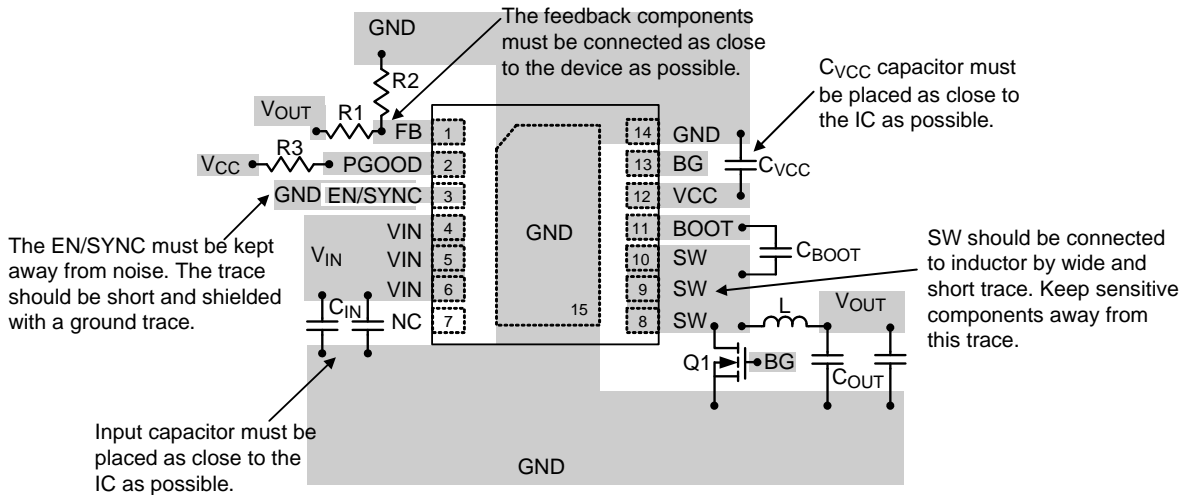 GND
The feedback components
must be connected as close
to the device as possible.
R2
CVCC capacitor must
be placed as close to
the IC as possible.
VOUT
R1
FB
1
14
GND
R3
VCC
PGOOD
2
13
BG
CVCC
GND
EN/SYNC
3
12
VCC
VIN
4
11
BOOT
The EN/SYNC must be kept
away from noise. The trace
should be short and shielded
with a ground trace.
VIN
VIN
5
GND
10
SW
CBOOT
SW should be connected
to inductor by wide and
short trace. Keep sensitive
components away from
this trace.
VIN
6
9
SW
CIN
NC
7
15
8
SW
L
VOUT
Q1
BG
COUT
Input capacitor must be
placed as close to the
IC as possible.
GND